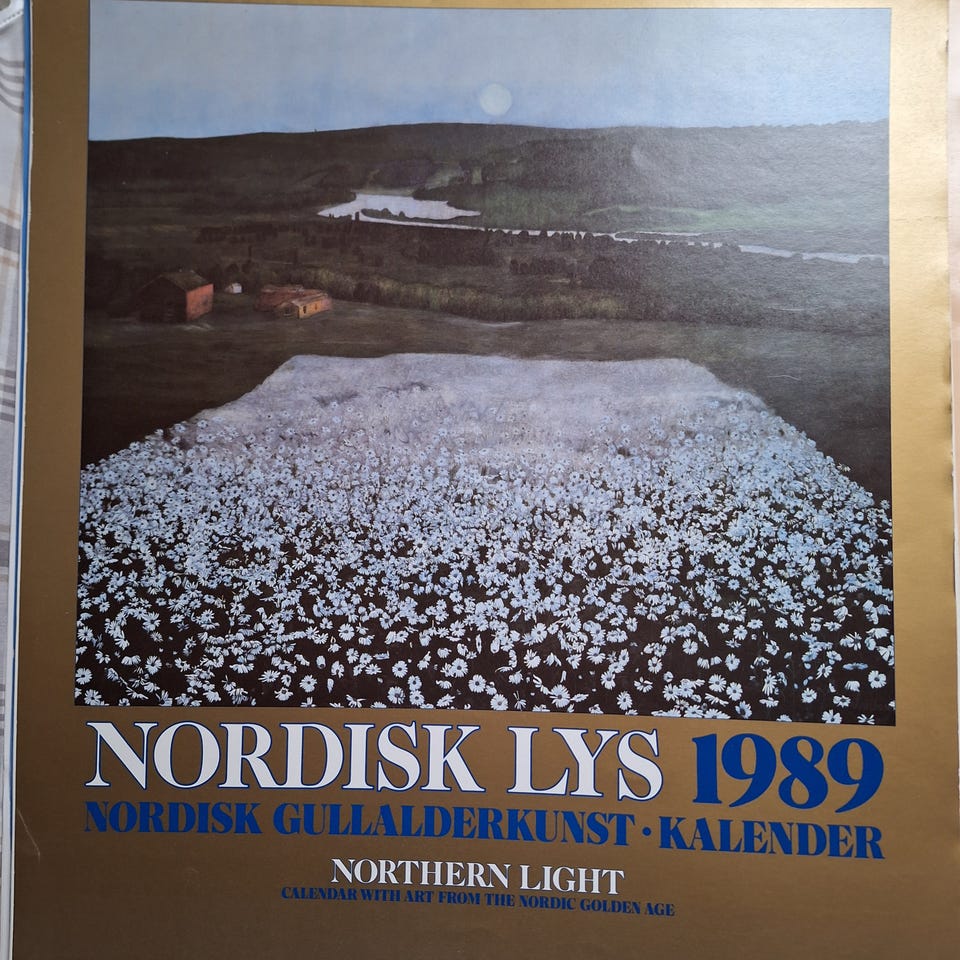 NORDISK LYS 1989
NORDISK GULLALDERKUNST · KALENDER
NORTHERN LIGHT
CALENDAR WITH ART FROM THE NORDIC GOLDEN AGE